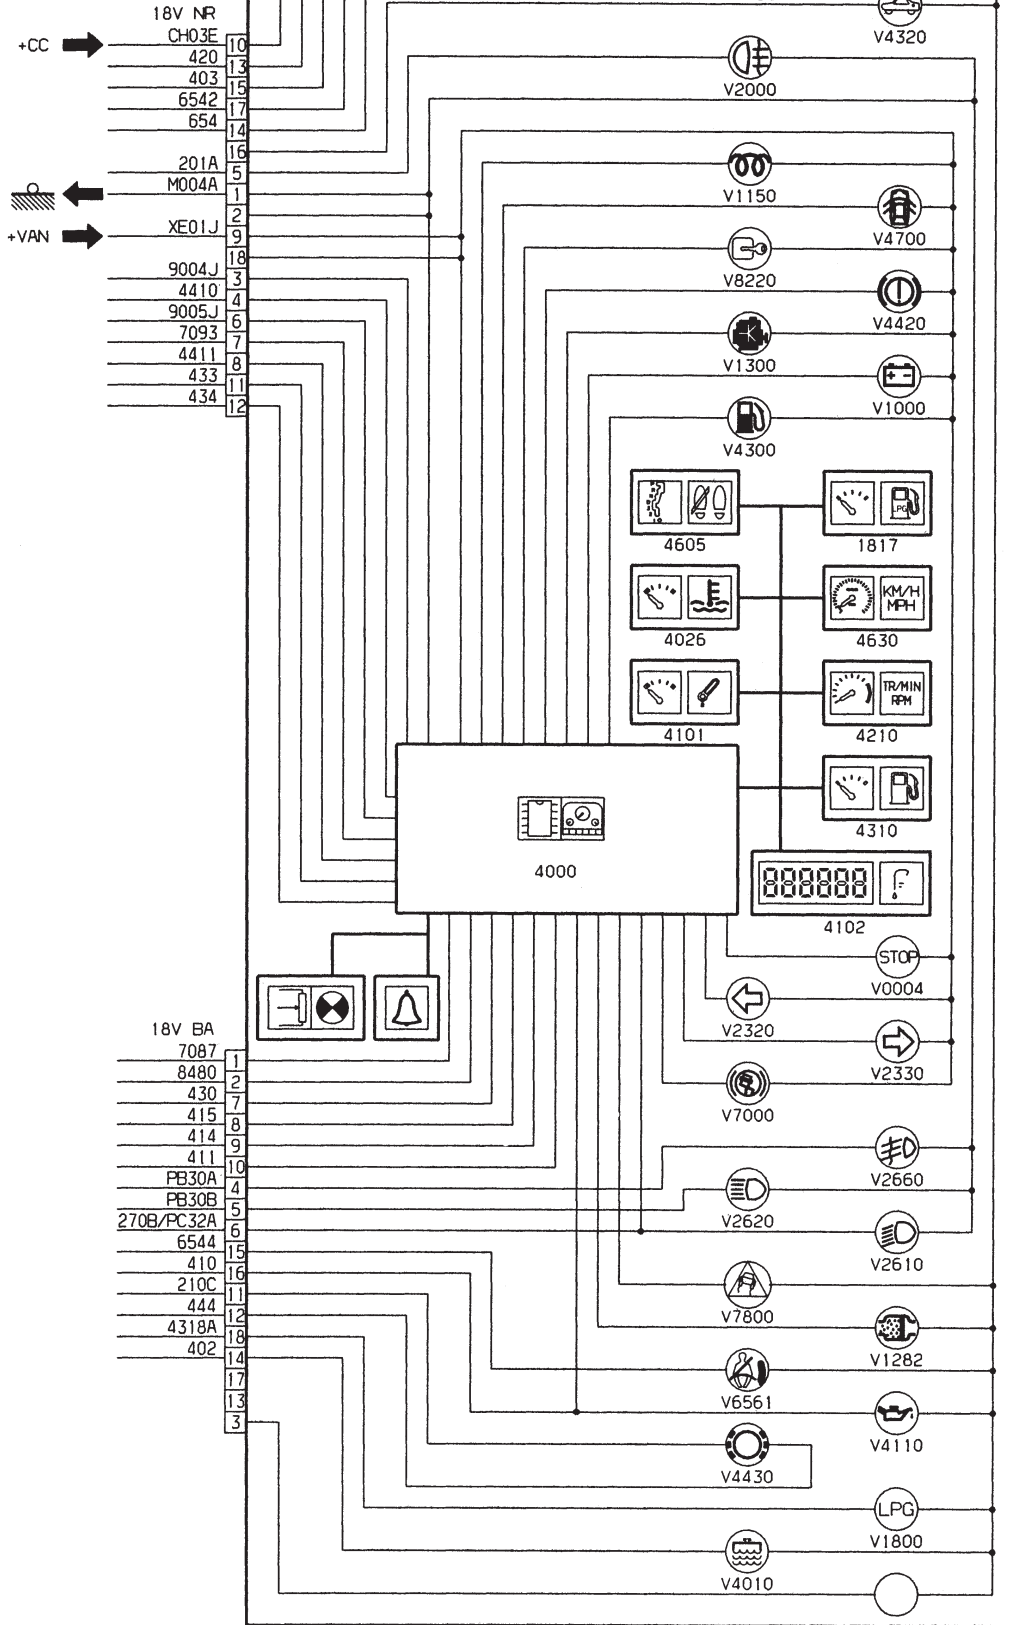 18V NR
V4320
+CC CH03E 10
420 13
403 15
6542 17
654 14
16
V2000
201A 5
M004A 1
2
+VAN XE01J 9
18
9004J 3
4410 4
9005J 6
7093 7
4411 8
433 11
434 12
V1150
V4700
V8220
V4420
V1300
+ -
V1000
V4300
4605
LPG
1817
4026
KM/H
MPH
4630
4101
TR/MIN
RPM
4210
4310
4000
888888
4102
STOP
V0004
V2320
V2330
V7000
18V BA
7087 1
8480 2
430 7
415 8
414 9
411 10
PB30A 4
PB30B 5
270B/PC32A 6
6544 15
410 16
210C 11
444 12
4318A 18
402 14
17
13
3
V2660
V2620
V2610
V7800
V1282
V6561
V4110
V4430
LPG
V1800
V4010